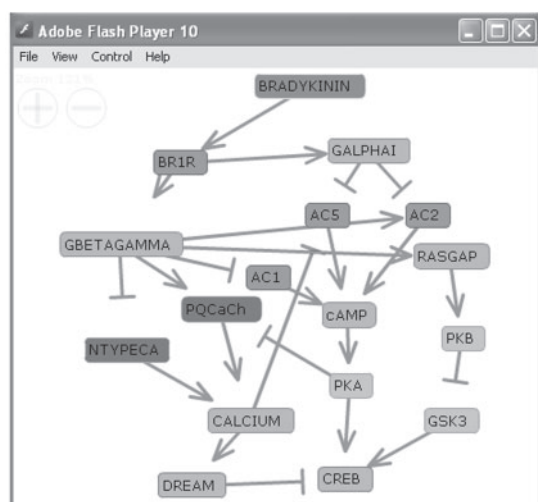 Adobe Flash Player 10
File View Control Help
BRADYKININ
GALPHAI
BR1R
AC5
AC2
GBETAGAMMA
RASGAP
AC1
PQCaCh
cAMP
PKB
NTYPECA
PKA
CALCIUM
GSK3
DREAM
CREB